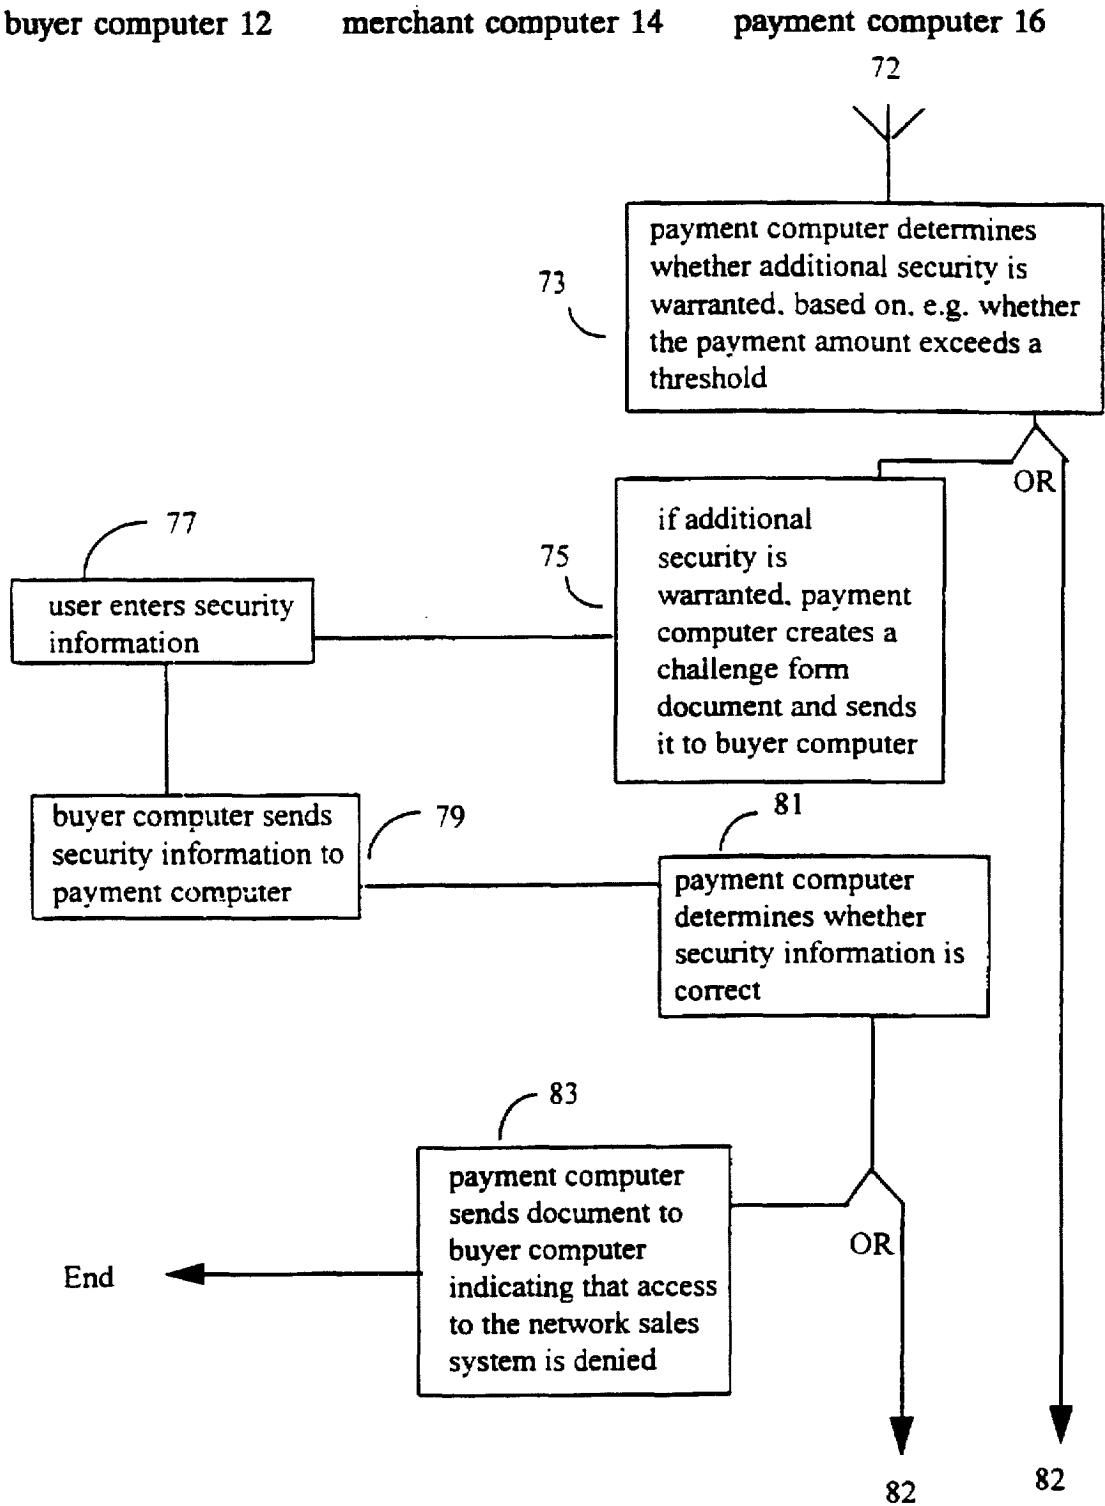 buyer computer 12 merchant computer 14 payment computer 16
72
payment computer determines
whether additional security is
warranted. based on. e.g. whether
the payment amount exceeds a
threshold
73
OR
if additional
security is
warranted. payment
computer creates a
challenge form
document and sends
it to buyer computer
75
77
user enters security
information
buyer computer sends
security information to
payment computer
79
81
payment computer
determines whether
security information is
correct
83
payment computer
sends document to
buyer computer
indicating that access
to the network sales
system is denied
OR
End
82
82